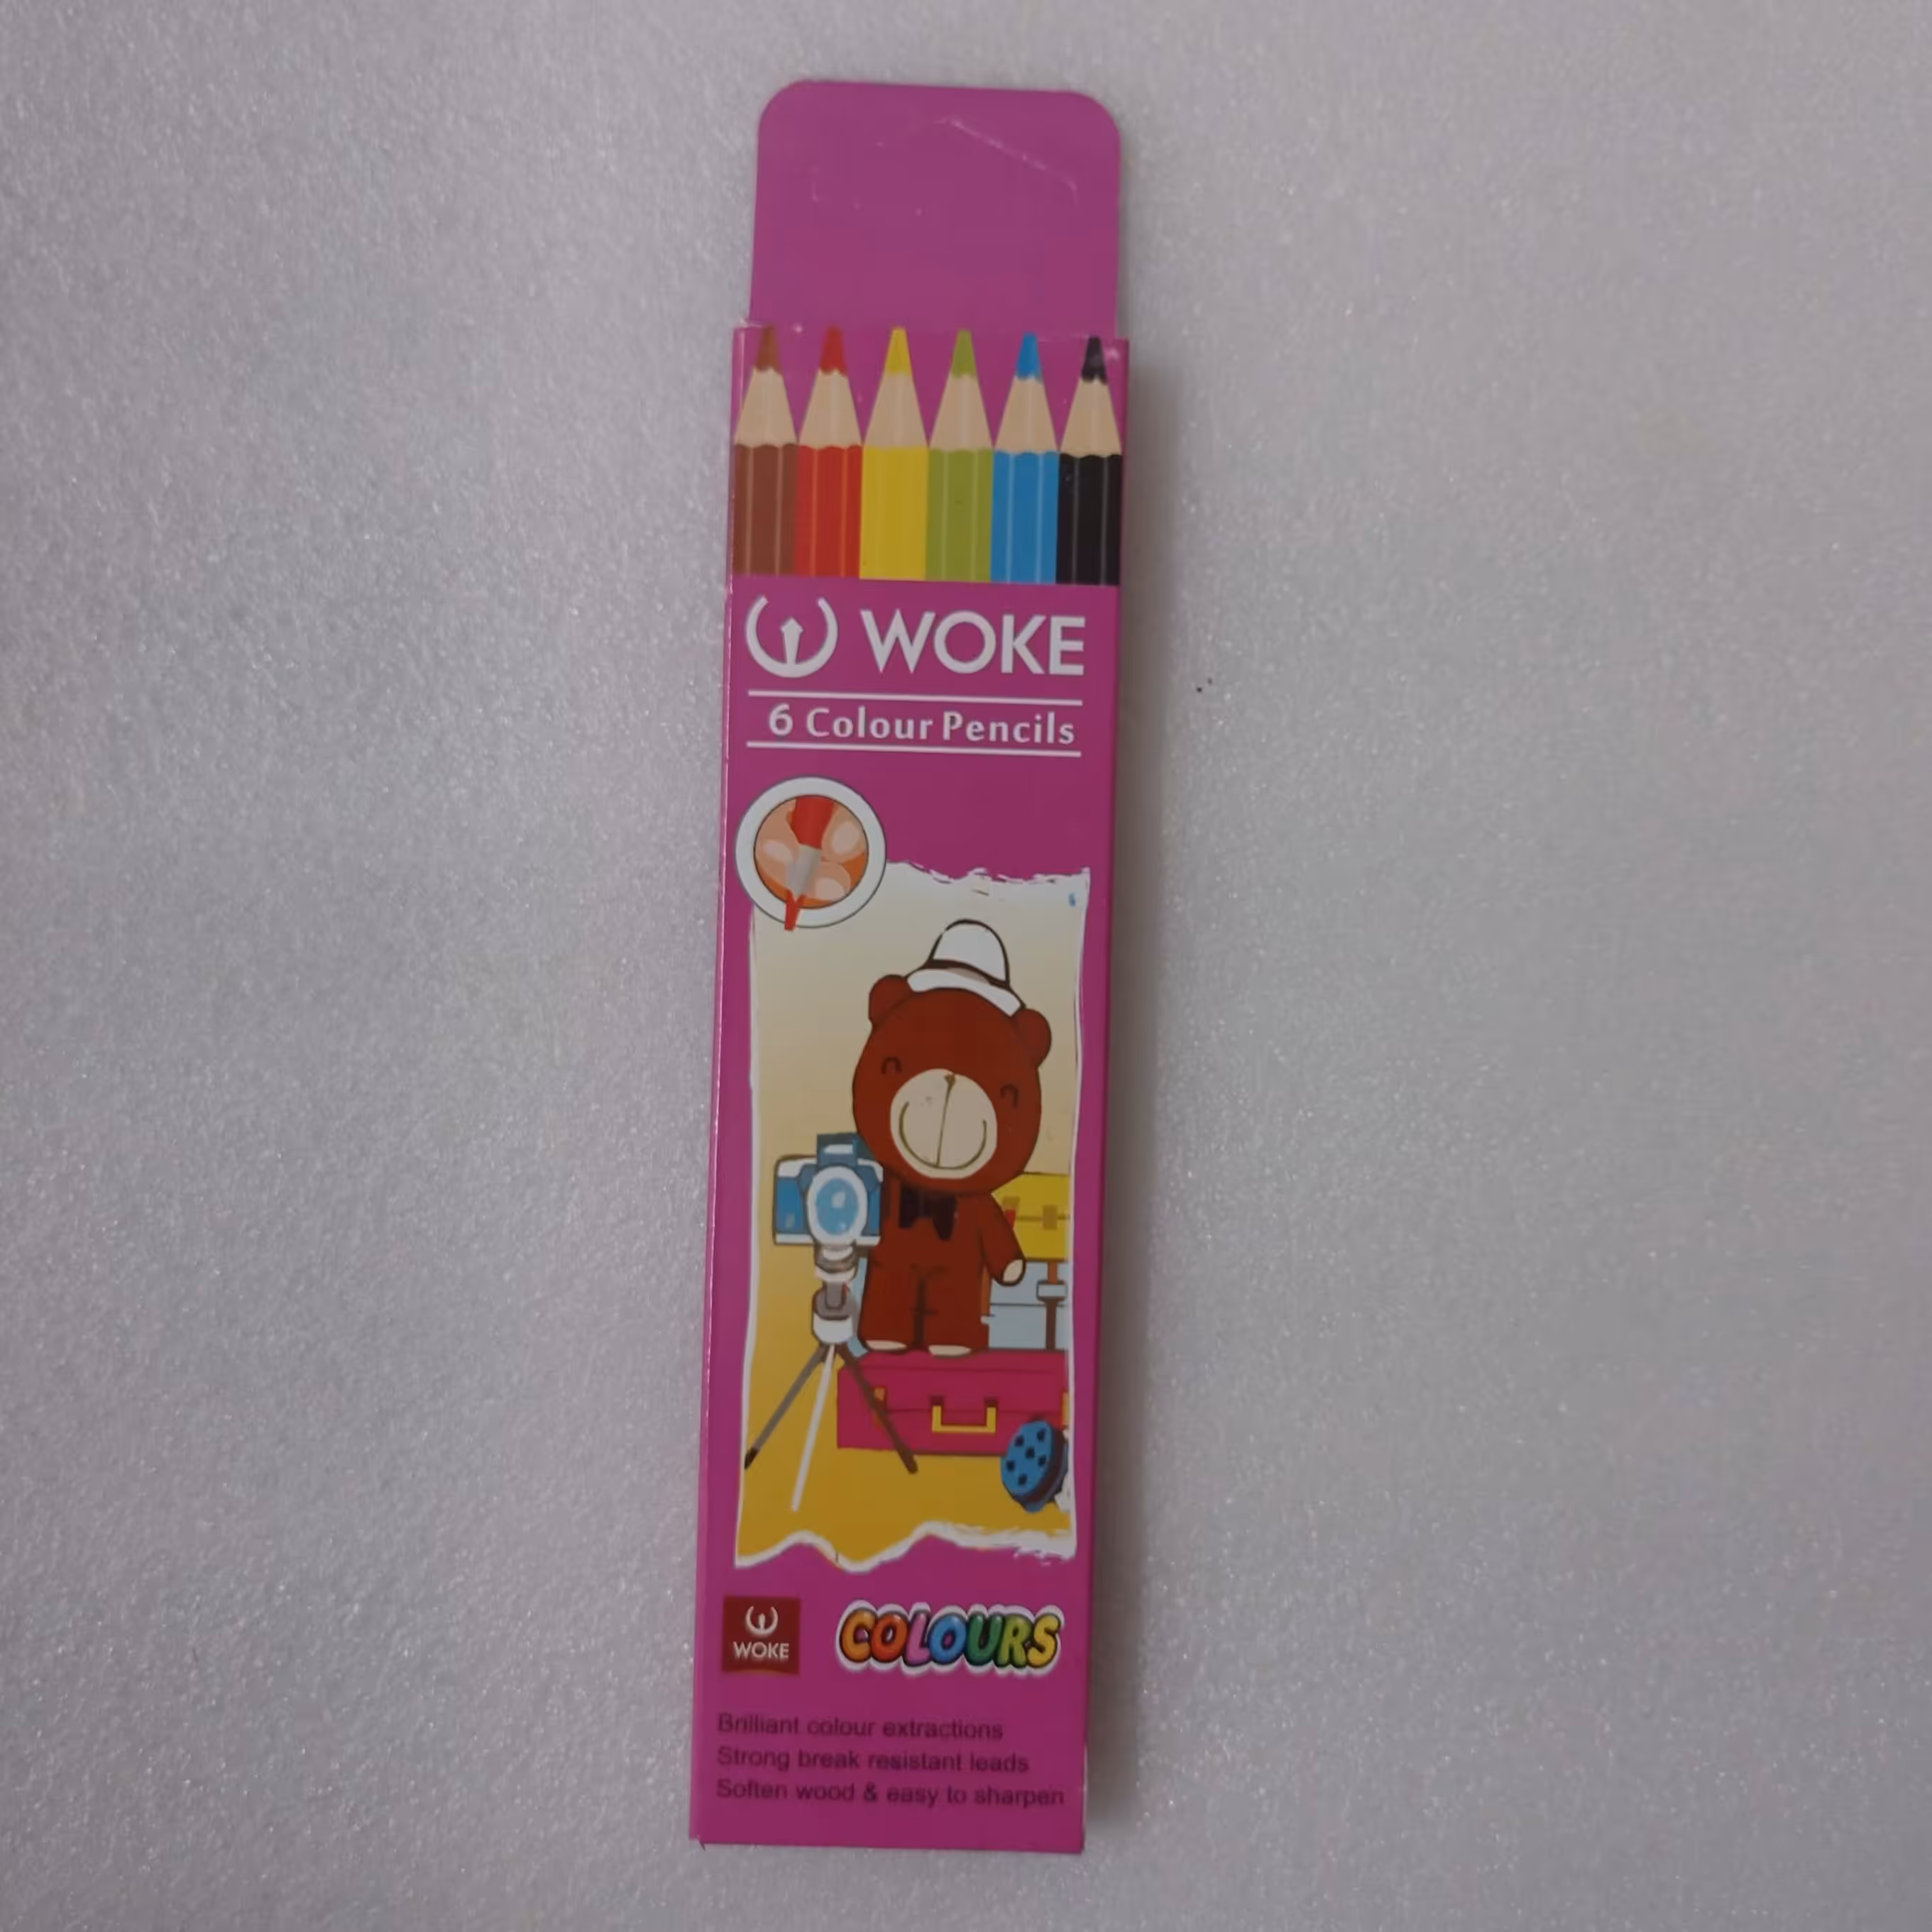 WOKE
6 Colour Pencils
WOKE
COLOURS
Brilliant colour extractions
Strong break resistant leads
Soften wood & easy to sharpen